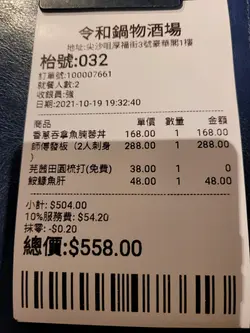 令和鍋物酒場
地址:尖沙咀厚福街3號豪華閣1樓
枱號:032
訂單號:100007661
就餐人數:2
收銀員:強
日期:2021-10-19 19:32:40
商品 單價 數量 金額
香蔥吞拿魚腩蓉丼 168.00 1 168.00
師傅發板 (2人刺身) 288.00 1 288.00
芫茜田園梳打(免費) 38.00 1 0
鮟鱇魚肝 48.00 1 48.00
小計: $504.00
10%服務費: $54.20
抹零: -$0.20
總價:$558.00